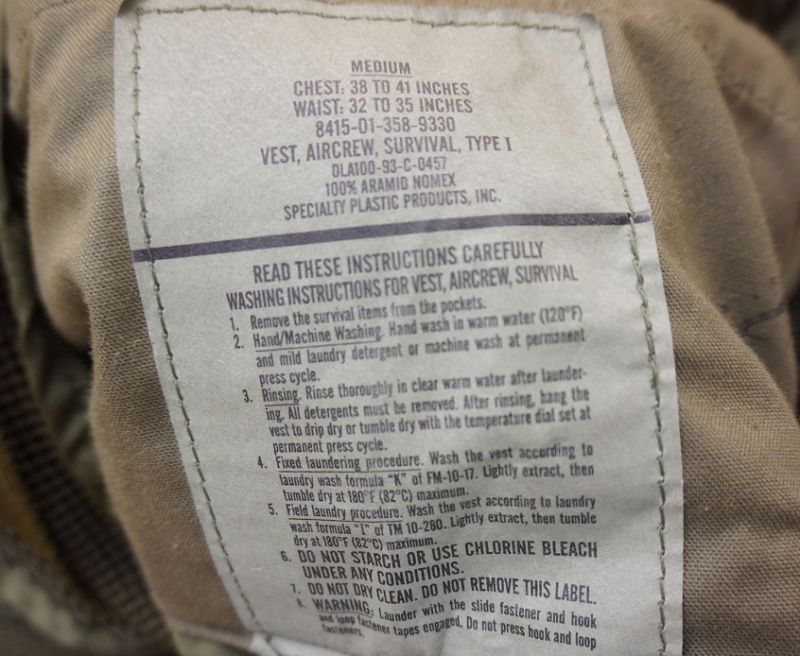 MEDIUM
CHEST: 38 TO 41 INCHES
WAIST: 32 TO 35 INCHES
8415-01-358-9330
VEST, AIRCREW, SURVIVAL, TYPE I
DLA100-93-C-0457
100% ARAMID NOMEX
SPECIALTY PLASTIC PRODUCTS, INC.
READ THESE INSTRUCTIONS CAREFULLY
WASHING INSTRUCTIONS FOR VEST, AIRCREW, SURVIVAL
1. Remove the survival items from the pockets.
2. Hand/Machine Washing. Hand wash in warm water (120°F)
and mild laundry detergent or machine wash at permanent
press cycle.
3. Rinsing. Rinse thoroughly in clear warm water after launder-
ing. All detergents must be removed. After rinsing, hang the
vest to drip dry or tumble dry with the temperature dial set at
permanent press cycle.
4. Fixed laundering procedure. Wash the vest according to
laundry wash formula "K" of FM-10-17. Lightly extract, then
tumble dry at 180°F (82°C) maximum.
5. Field laundry procedure. Wash the vest according to laundry
wash formula "I" of TM 10-280. Lightly extract, then tumble
dry at 180°F (82°C) maximum.
6. DO NOT STARCH OR USE CHLORINE BLEACH
UNDER ANY CONDITIONS.
7. DO NOT DRY CLEAN. DO NOT REMOVE THIS LABEL.
8. WARNING: Launder with the slide fastener and hook
and loop fastener tapes engaged. Do not press hook and loop
fasteners.